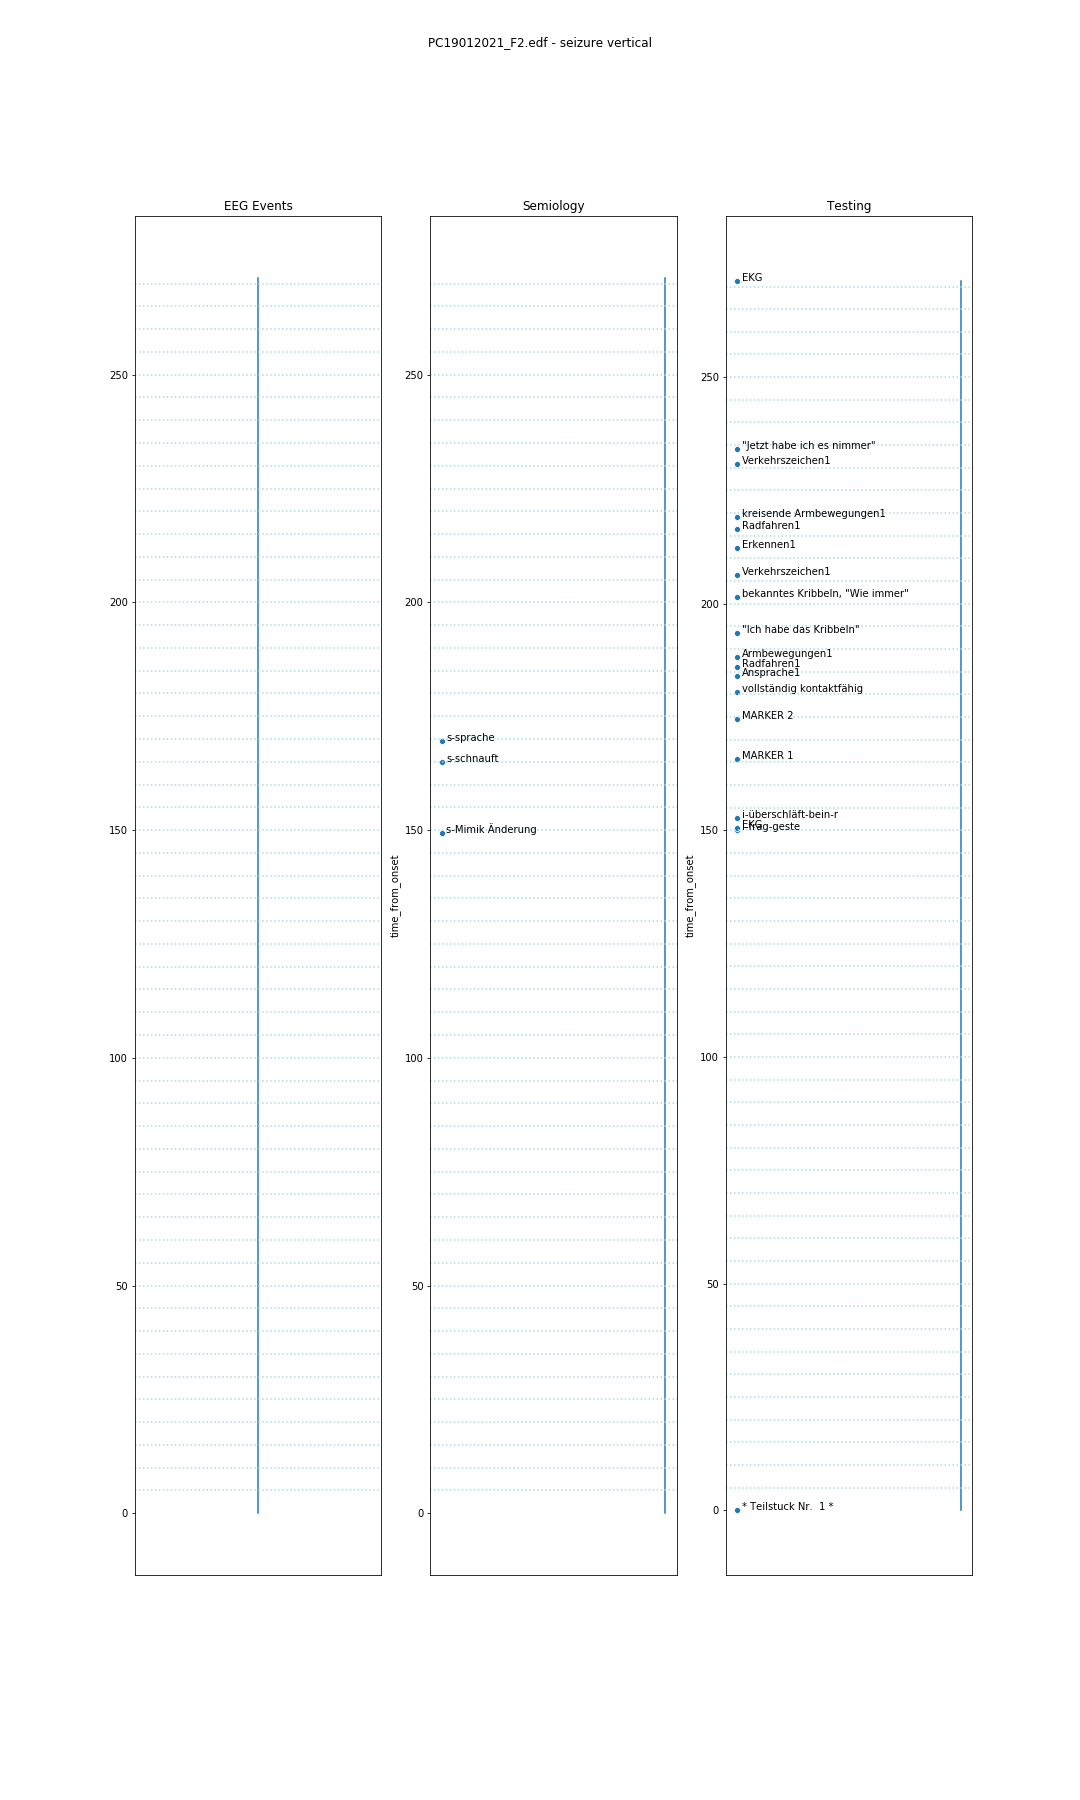 PC19012021_F2.edf - seizure vertical
EEG Events
250
200
150
100
50
0
Semiology
time_from_onset
250
200
150
100
50
0
s-sprache
s-schnauft
s-Mimik Änderung
Testing
time_from_onset
250
200
150
100
50
0
EKG
"Jetzt habe ich es nimmer"
Verkehrszeichen1
kreisende Armbewegungen1
Radfahren1
Erkennen1
Verkehrszeichen1
bekanntes Kribbeln, "Wie immer"
"Ich habe das Kribbeln"
Armbewegungen1
Radfahren1
Ansprache1
vollständig kontaktfähig
MARKER 2
MARKER 1
i-überschläft-bein-r
EKG
i-frag-geste
* Teilstuck Nr.  1 *